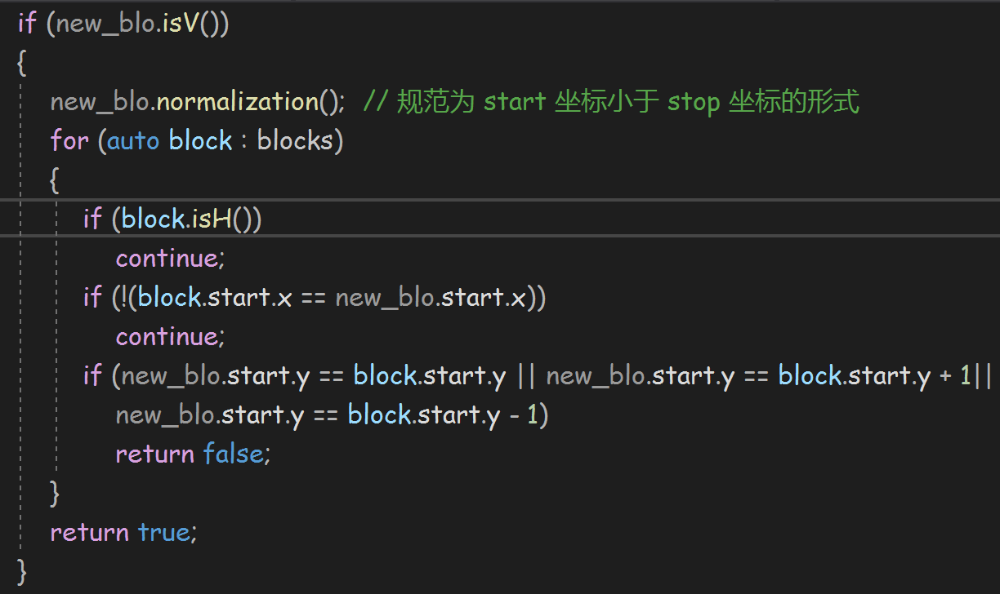 if (new_blo.isV())
{
new_blo.normalization(); // 规范为 start 坐标小于 stop 坐标的形式
for (auto block : blocks)
{
if (block.isH())
continue;
if (!(block.start.x == new_blo.start.x))
continue;
if (new_blo.start.y == block.start.y || new_blo.start.y == block.start.y + 1||
new_blo.start.y == block.start.y - 1)
return false;
}
return true;
}